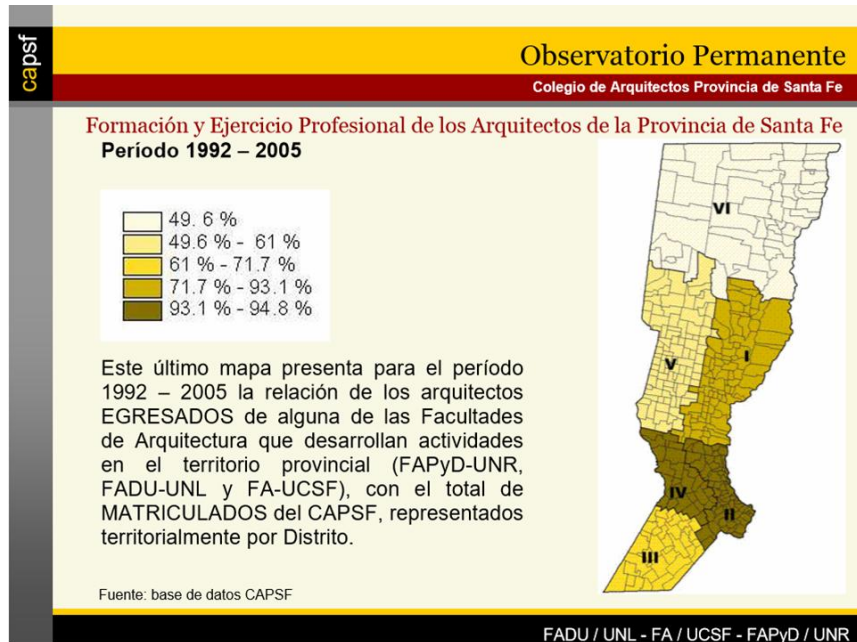 capsf
Observatorio Permanente
Colegio de Arquitectos Provincia de Santa Fe
Formación y Ejercicio Profesional de los Arquitectos de la Provincia de Santa Fe
Período 1992 – 2005
49. 6 %
49.6 % - 61 %
61 % - 71.7 %
71.7 % - 93.1 %
93.1 % - 94.8 %
Este último mapa presenta para el período
1992 – 2005 la relación de los arquitectos
EGRESADOS de alguna de las Facultades
de Arquitectura que desarrollan actividades
en el territorio provincial (FAPyD-UNR,
FADU-UNL y FA-UCSF), con el total de
MATRICULADOS del CAPSF, representados
territorialmente por Distrito.
VI
I
V
IV
II
III
Fuente: base de datos CAPSF
FADU / UNL - FA / UCSF - FAPyD / UNR